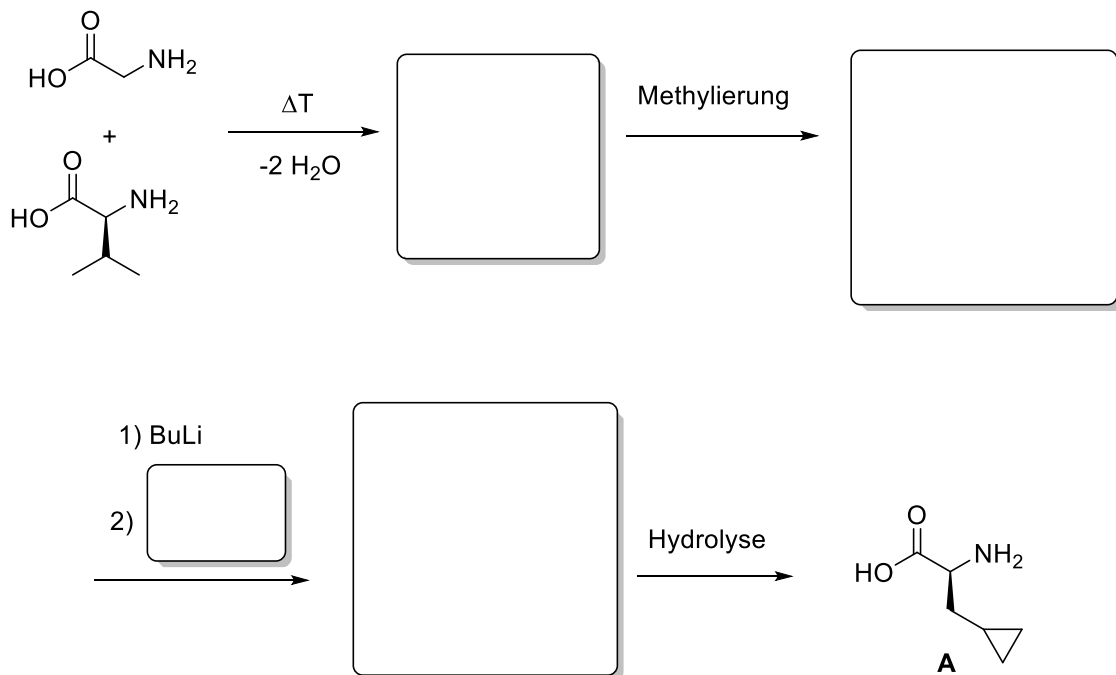 O
HO
NH2
+
O
HO
NH2
ΔT
-2 H2O
Methylierung
1) BuLi
2)
Hydrolyse
O
HO
NH2
A